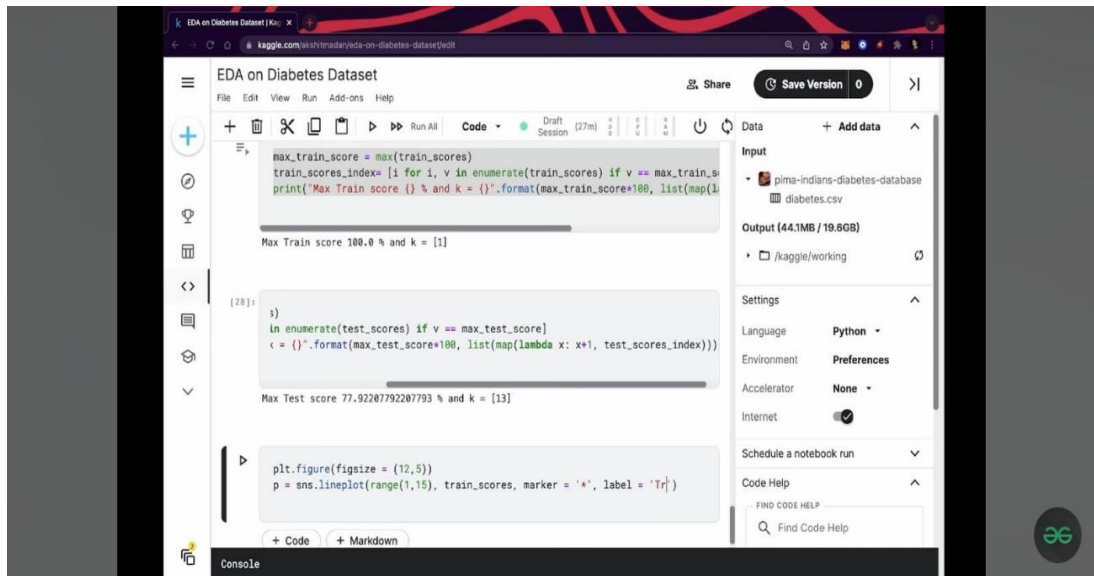 EDA on Diabetes Dataset | Kag
kaggle.com/akshitmadan/eda-on-diabetes-dataset/edit
EDA on Diabetes Dataset
Share
Save Version 0
File Edit View Run Add-ons Help
Run All Code Draft Session (27m)
Data + Add data
max_train_score = max(train_scores)
train_scores_index= [i for i, v in enumerate(train_scores) if v == max_train_s
print("Max Train score {} % and k = {}".format(max_train_score*100, list(map(l
Max Train score 100.0 % and k = [1]
Input
pima-indians-diabetes-database
diabetes.csv
Output (44.1MB / 19.6GB)
/kaggle/working
[28]:
s)
in enumerate(test_scores) if v == max_test_score]
= {}".format(max_test_score*100, list(map(lambda x: x+1, test_scores_index)))
Max Test score 77.92207792207793 % and k = [13]
Settings
Language Python
Environment Preferences
Accelerator None
Internet
Schedule a notebook run
Code Help
FIND CODE HELP
Find Code Help
plt.figure(figsize = (12,5))
p = sns.lineplot(range(1,15), train_scores, marker = '*', label = 'Tr')
+ Code + Markdown
Console